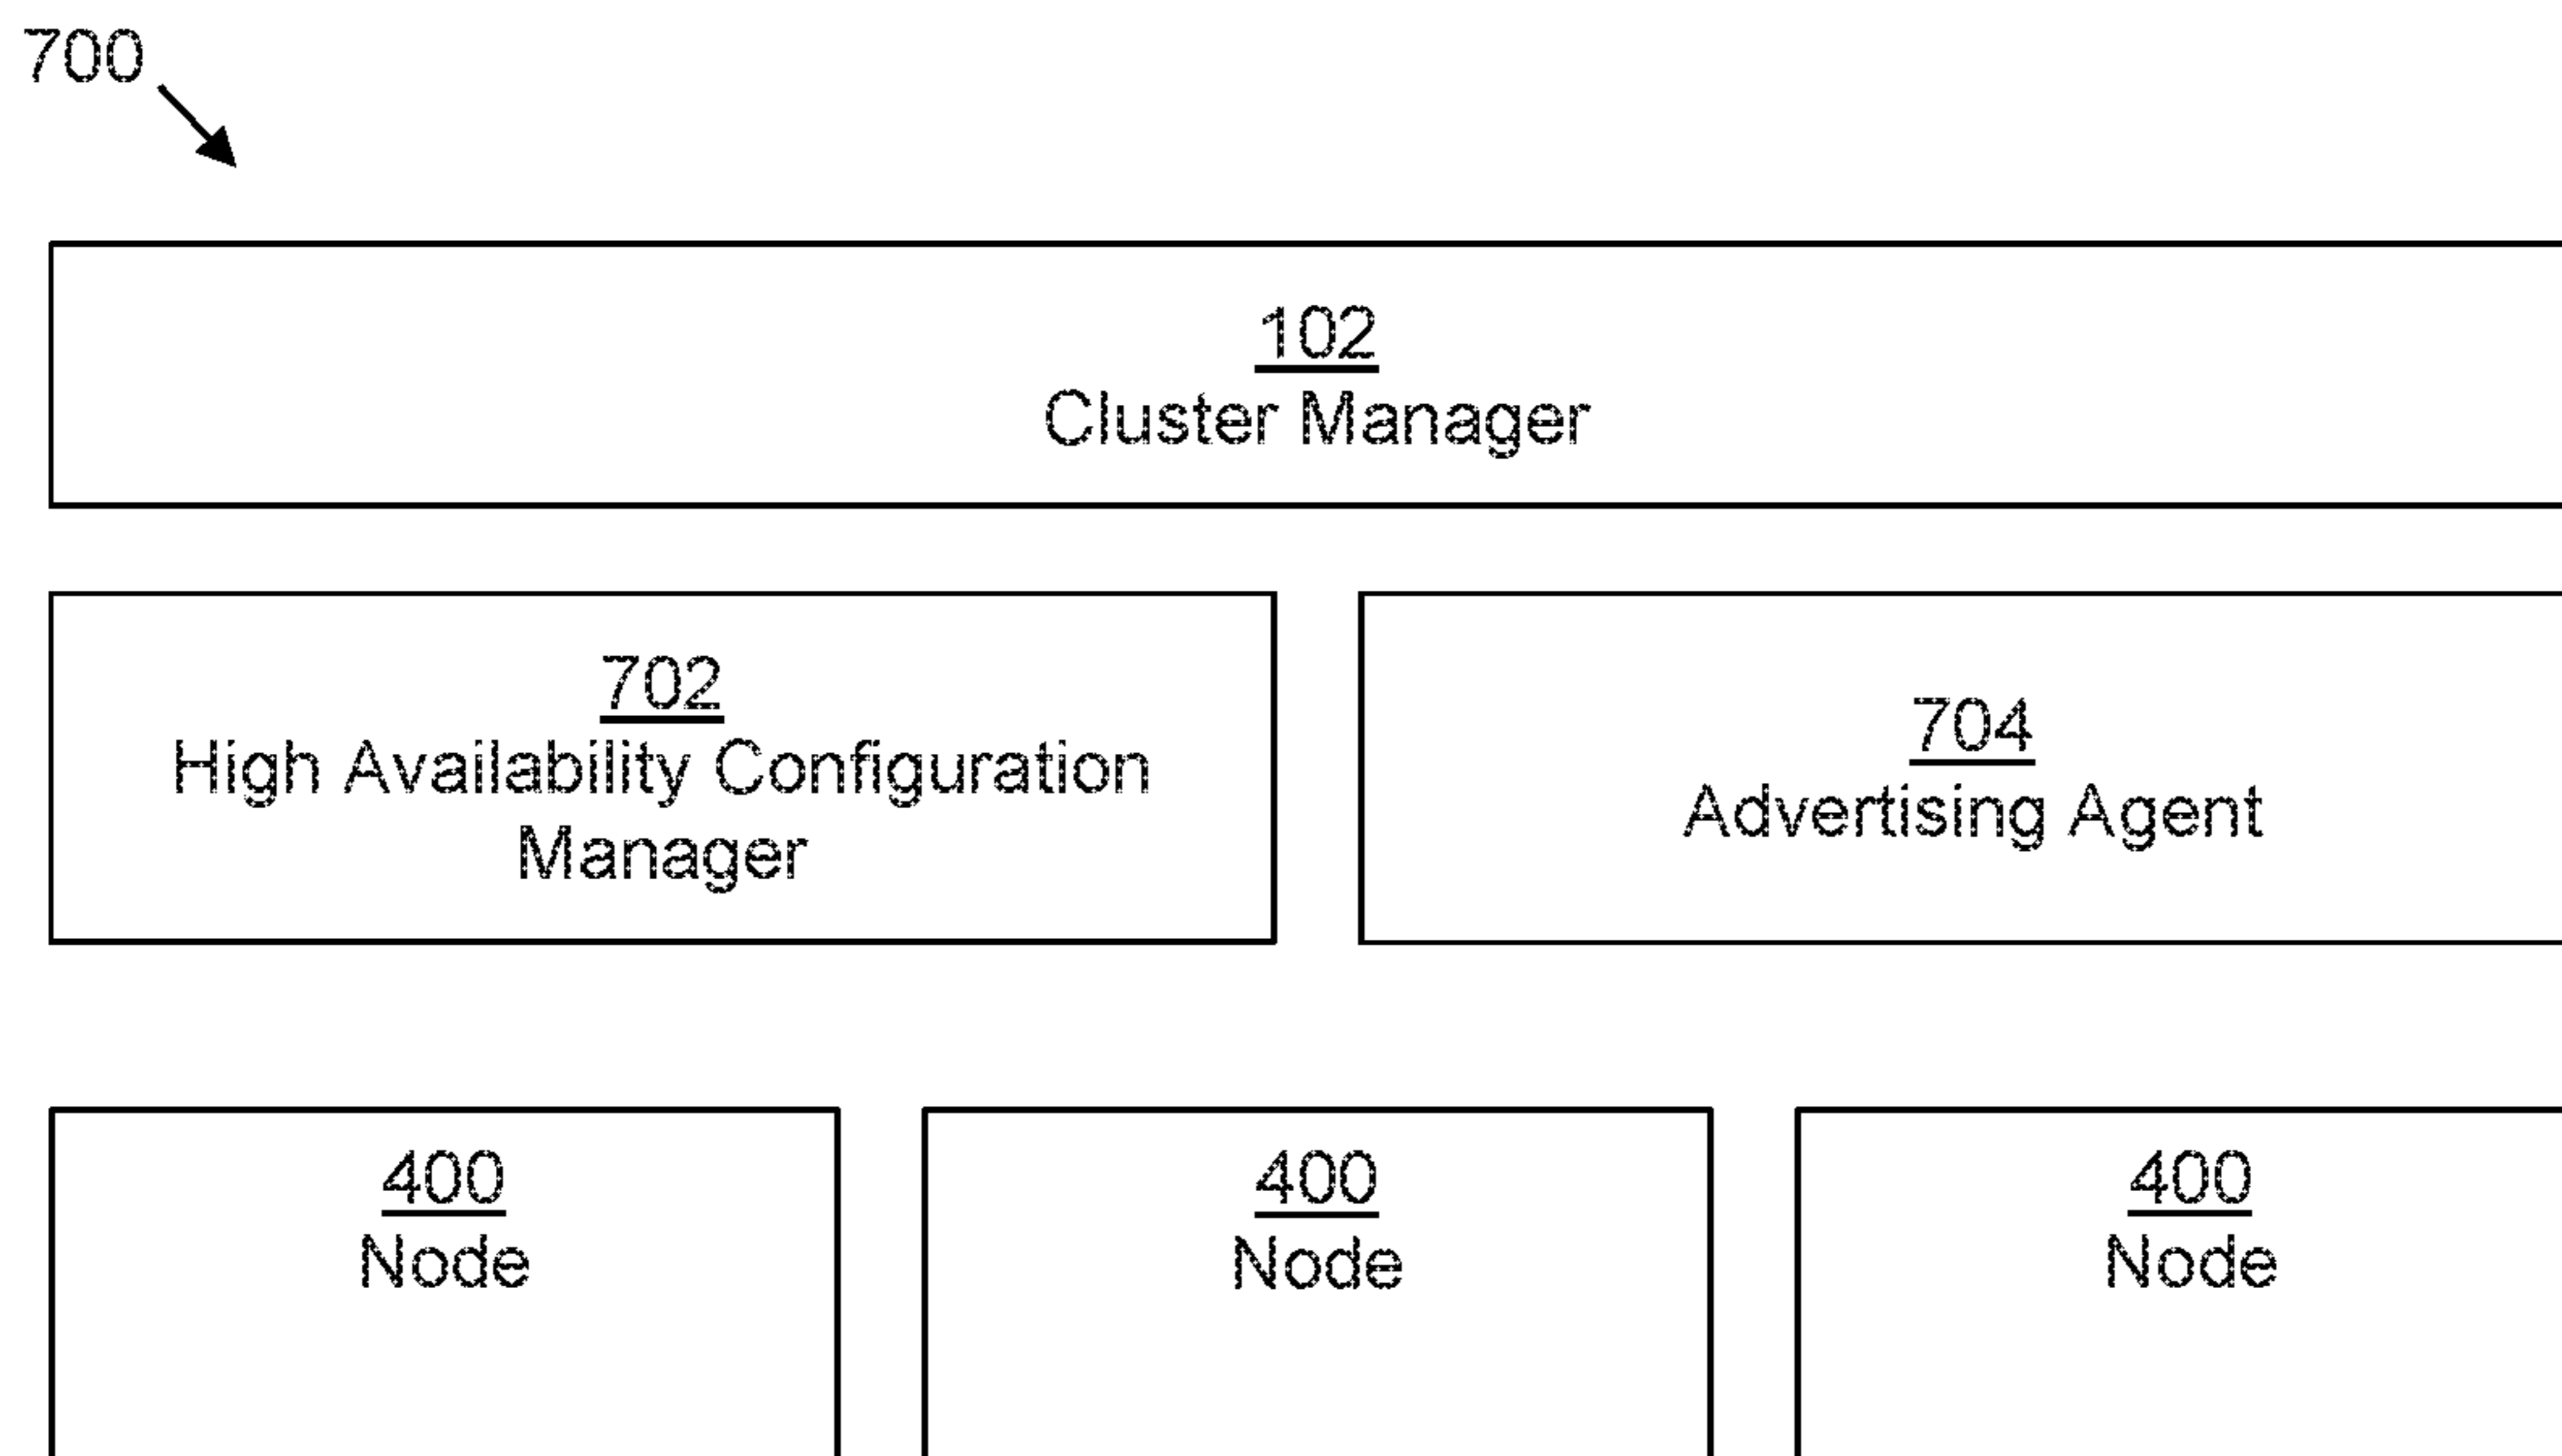 700
102
Cluster Manager
702
High Availability Configuration
Manager
704
Advertising Agent
400
Node
400
Node
400
Node